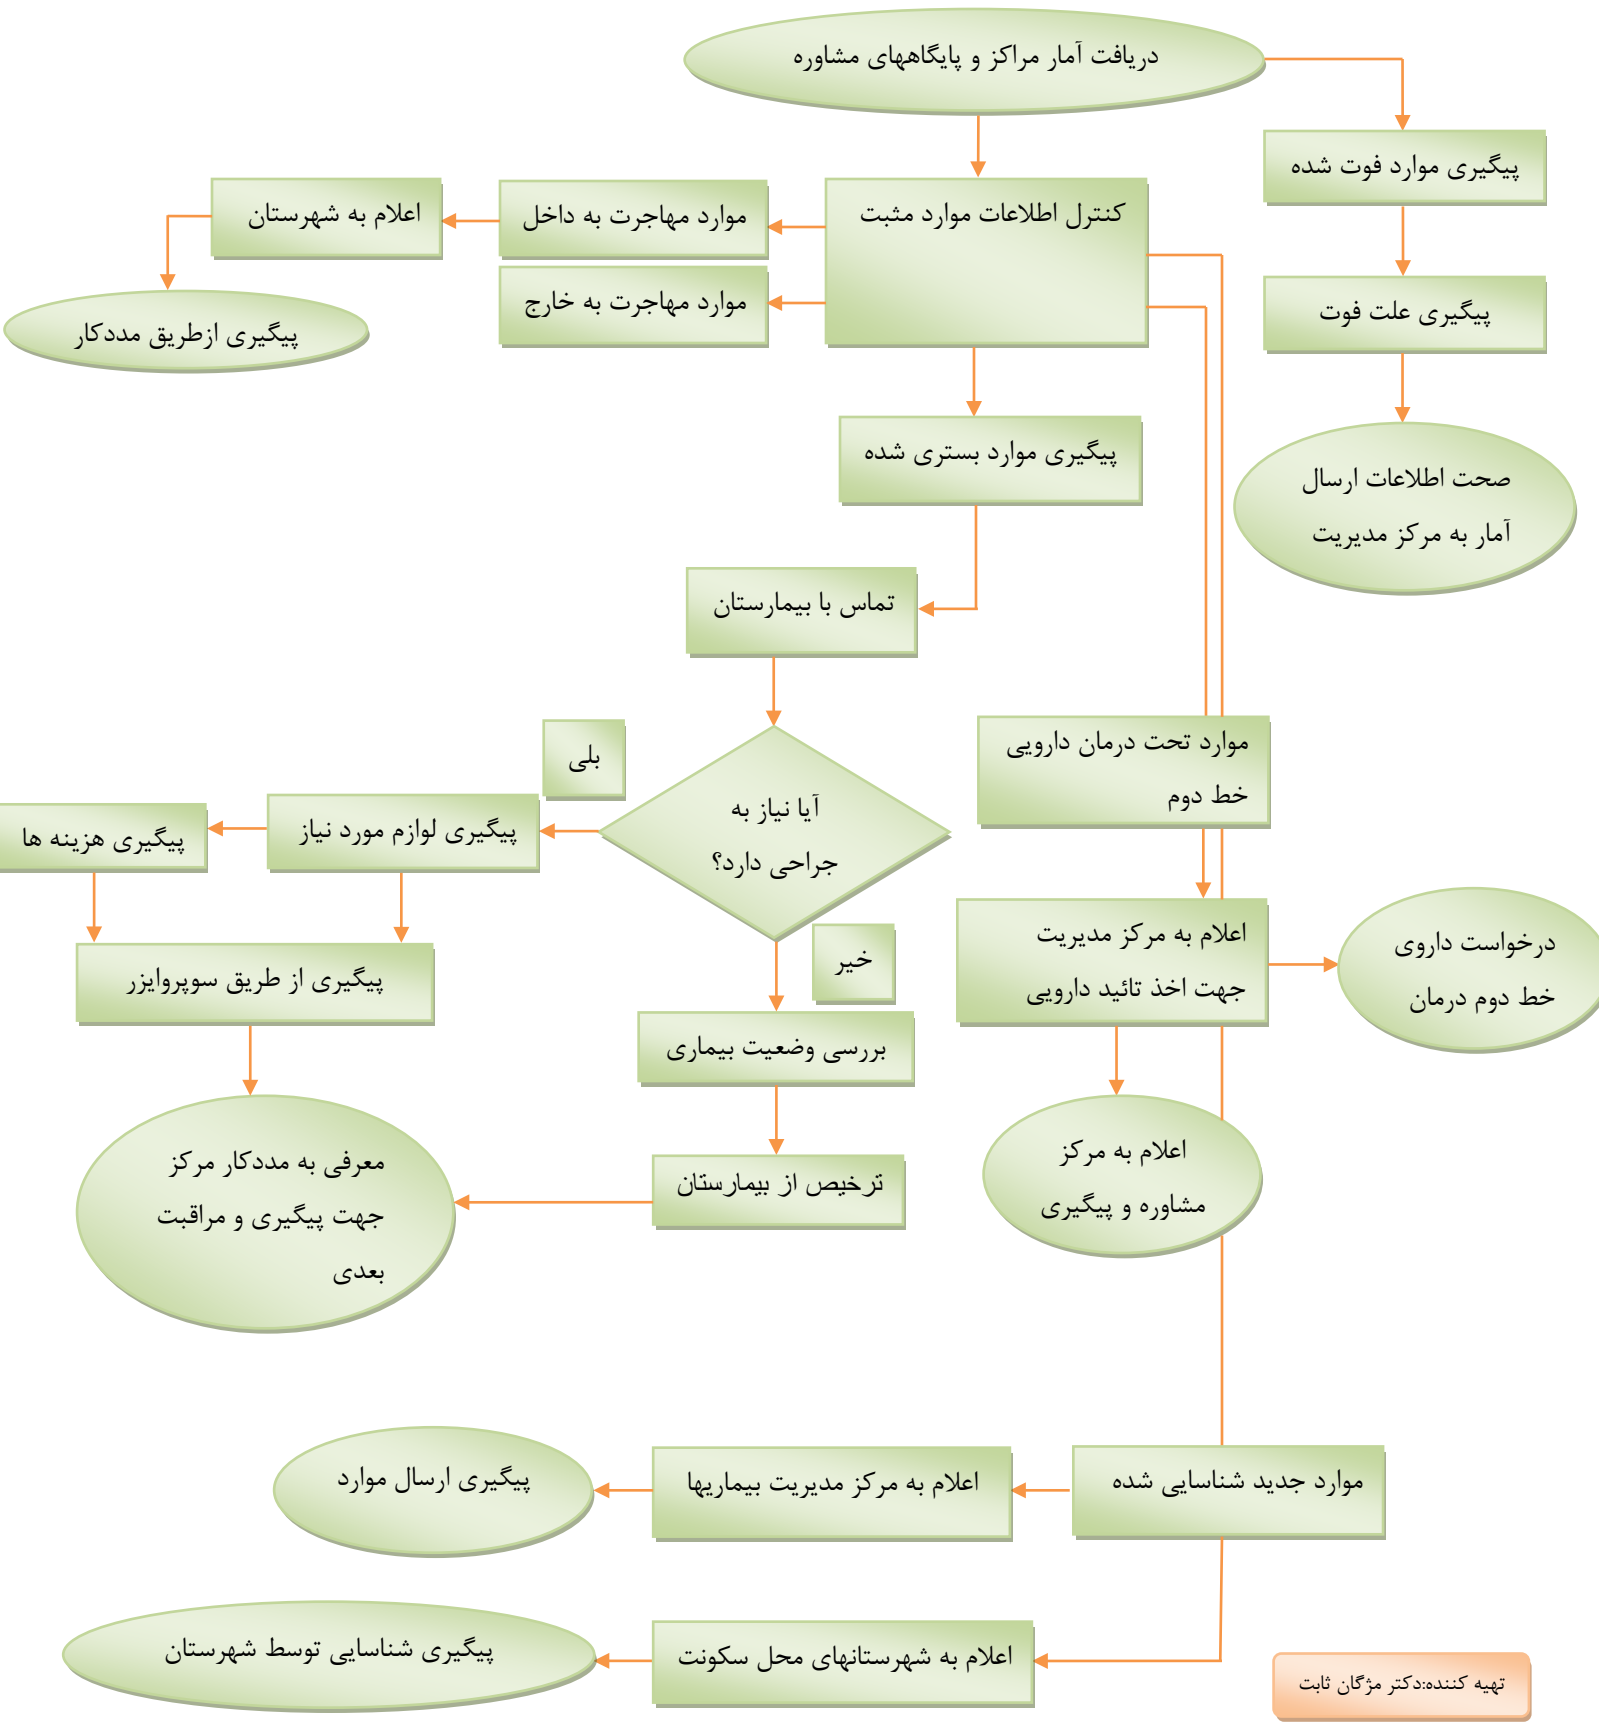 دریافت آمار مراکز و پایگاههای مشاوره
پیگیری موارد فوت شده
کنترل اطلاعات موارد مثبت
موارد مهاجرت به داخل
اعلام به شهرستان
موارد مهاجرت به خارج
پیگیری علت فوت
پیگیری ازطریق مددکار
پیگیری موارد بستری شده
صحت اطلاعات ارسال
آمار به مرکز مدیریت
تماس با بیمارستان
موارد تحت درمان دارویی
خط دوم
بلی
آیا نیاز به
جراحی دارد؟
پیگیری لوازم مورد نیاز
پیگیری هزینه ها
خیر
اعلام به مرکز مدیریت
جهت اخذ تائید دارویی
درخواست داروی
خط دوم درمان
پیگیری از طریق سوپروایزر
بررسی وضعیت بیماری
اعلام به مرکز
مشاوره و پیگیری
ترخیص از بیمارستان
معرفی به مددکار مرکز
جهت پیگیری و مراقبت
بعدی
موارد جدید شناسایی شده
اعلام به مرکز مدیریت بیماریها
پیگیری ارسال موارد
اعلام به شهرستانهای محل سکونت
پیگیری شناسایی توسط شهرستان
تهیه کننده:دکتر مژگان ثابت